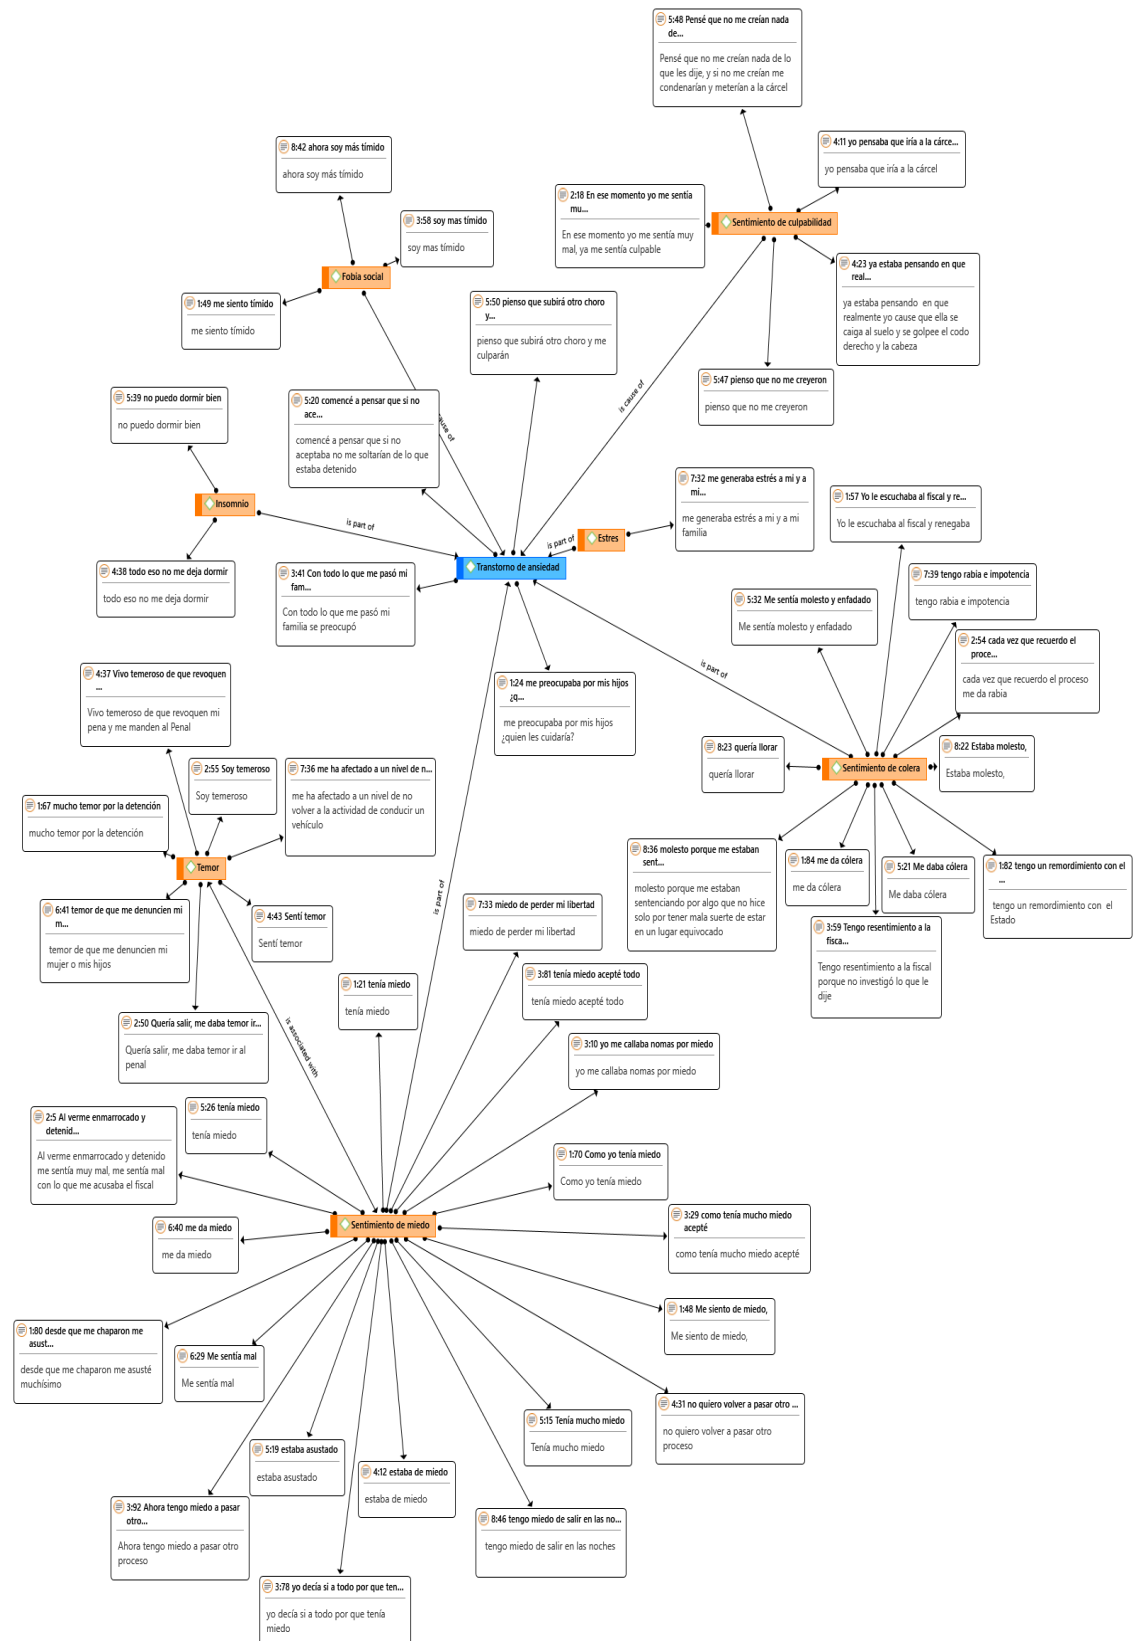 5:48 Pensé que no me creían nada
de...
Pensé que no me creían nada de lo
que les dije, y si no me creían me
condenarían y meterían a la cárcel
8:42 ahora soy más tímido
ahora soy más tímido
4:11 yo pensaba que iría a la cárce...
yo pensaba que iría a la cárcel
2:18 En ese momento yo me sentía
mu...
En ese momento yo me sentía muy
mal, ya me sentía culpable
Sentimiento de culpabilidad
3:58 soy mas tímido
soy mas tímido
Fobia social
4:23 ya estaba pensando en que
real...
ya estaba pensando en que
realmente yo cause que ella se
caiga al suelo y se golpee el codo
derecho y la cabeza
1:49 me siento tímido
me siento tímido
5:50 pienso que subirá otro choro
y...
pienso que subirá otro choro y me
culparán
5:47 pienso que no me creyeron
pienso que no me creyeron
is cause of
5:39 no puedo dormir bien
no puedo dormir bien
5:20 comencé a pensar que si no
ace...
comencé a pensar que si no
aceptaba no me soltarían de lo que
estaba detenido
cause of
7:32 me generaba estrés a mi y a
mi...
me generaba estrés a mi y a mi
familia
1:57 Yo le escuchaba al fiscal y re...
Yo le escuchaba al fiscal y renegaba
Insomnio
is part of
Estres
is part of
Transtorno de ansiedad
4:38 todo eso no me deja dormir
todo eso no me deja dormir
3:41 Con todo lo que me pasó mi
fam...
Con todo lo que me pasó mi
familia se preocupó
7:39 tengo rabia e impotencia
tengo rabia e impotencia
5:32 Me sentía molesto y enfadado
Me sentía molesto y enfadado
2:54 cada vez que recuerdo el
proce...
cada vez que recuerdo el proceso
me da rabia
is part of
4:37 Vivo temeroso de que revoquen
...
Vivo temeroso de que revoquen mi
pena y me manden al Penal
1:24 me preocupaba por mis hijos
¿q...
me preocupaba por mis hijos
¿quien les cuidaría?
8:23 quería llorar
quería llorar
Sentimiento de colera
8:22 Estaba molesto,
Estaba molesto,
2:55 Soy temeroso
Soy temeroso
7:36 me ha afectado a un nivel de n...
me ha afectado a un nivel de no
volver a la actividad de conducir un
vehículo
1:67 mucho temor por la detención
mucho temor por la detención
Temor
8:36 molesto porque me estaban
sent...
molesto porque me estaban
sentenciando por algo que no hice
solo por tener mala suerte de estar
en un lugar equivocado
1:84 me da cólera
me da cólera
5:21 Me daba cólera
Me daba cólera
1:82 tengo un remordimiento con el
...
tengo un remordimiento con el
Estado
is part of
6:41 temor de que me denuncien mi
m...
temor de que me denuncien mi
mujer o mis hijos
4:43 Sentí temor
Sentí temor
7:33 miedo de perder mi libertad
miedo de perder mi libertad
3:59 Tengo resentimiento a la
fisca...
Tengo resentimiento a la fiscal
porque no investigó lo que le
dije
1:21 tenía miedo
tenía miedo
3:81 tenía miedo acepté todo
tenía miedo acepté todo
2:50 Quería salir, me daba temor ir...
Quería salir, me daba temor ir al
penal
is associated with
3:10 yo me callaba nomas por miedo
yo me callaba nomas por miedo
2:5 Al verme enmarrocado y
detenid...
Al verme enmarrocado y detenido
me sentía muy mal, me sentía mal
con lo que me acusaba el fiscal
5:26 tenía miedo
tenía miedo
1:70 Como yo tenía miedo
Como yo tenía miedo
6:40 me da miedo
me da miedo
Sentimiento de miedo
3:29 como tenía mucho miedo
acepté
como tenía mucho miedo acepté
1:48 Me siento de miedo,
Me siento de miedo,
1:80 desde que me chaparon me
asust...
desde que me chaparon me asusté
muchísimo
6:29 Me sentía mal
Me sentía mal
4:31 no quiero volver a pasar otro ...
no quiero volver a pasar otro
proceso
5:15 Tenía mucho miedo
Tenía mucho miedo
5:19 estaba asustado
estaba asustado
4:12 estaba de miedo
estaba de miedo
3:92 Ahora tengo miedo a pasar
otro...
Ahora tengo miedo a pasar otro
proceso
8:46 tengo miedo de salir en las no...
tengo miedo de salir en las noches
3:78 yo decía si a todo por que ten...
yo decía si a todo por que tenía
miedo